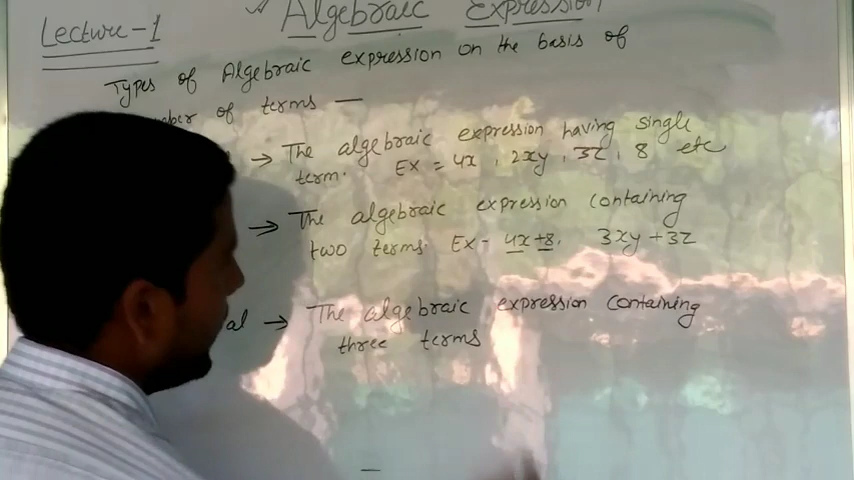 Lecture-1
Algebraic Expression
Types of Algebraic expression on the basis of
of terms —
→ The algebraic expression having single
term. Ex = 4x , 2xy , 3z , 8 etc
→ The algebraic expression containing
two terms. Ex- 4x+8, 3xy+3z
→ The algebraic expression containing
three terms